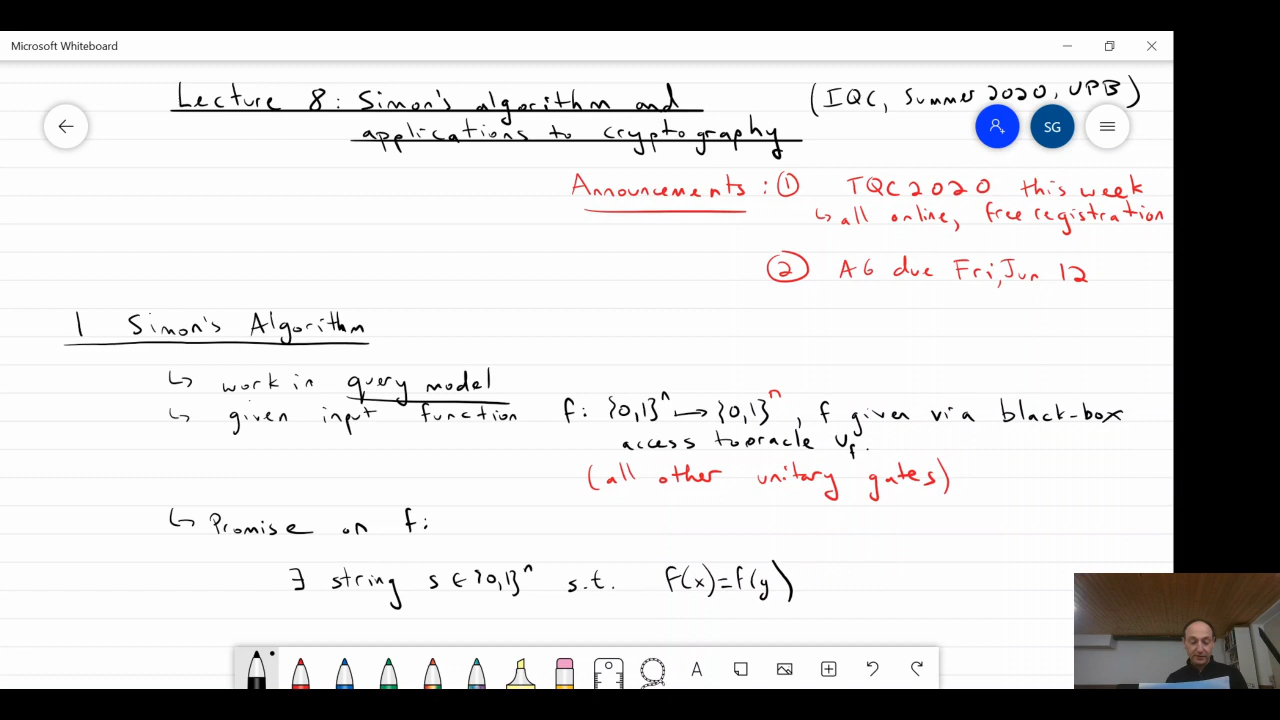 Microsoft Whiteboard
Lecture 8: Simon's algorithm and
applications to cryptography
(IQC, Summer 2020, UPB)
SG
Announcements: ① TQC 2020 this week
↳ all online, free registration
② A6 due Fri, Jun 12
1 Simon's Algorithm
↳ work in query model
↳ given input function f: {0,1}ⁿ ⟶ {0,1}ⁿ, f given via black-box
access to oracle U_f.
(all other unitary gates)
↳ Promise on f:
∃ string s ∈ {0,1}ⁿ s.t. f(x)=f(y)
A